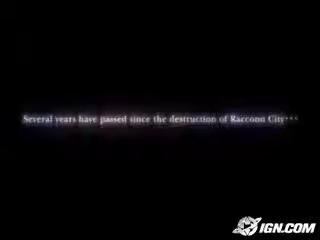 Several years have passed since the destruction of Raccoon City...
IGN.COM